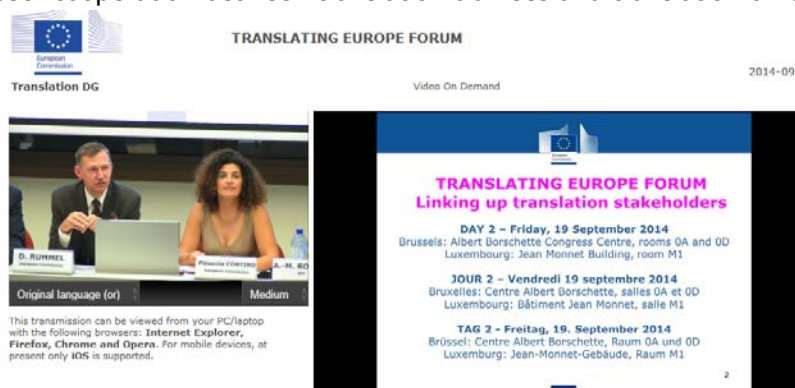 TRANSLATING EUROPE FORUM
European
Commission
2014-09
Translation DG
Video On Demand
D. RUMMEL
CONTINO
A.-M. RO
Original language (or)
Medium
This transmission can be viewed from your PC/laptop
with the following browsers: Internet Explorer,
Firefox, Chrome and Opera. For mobile devices, at
present only iOS is supported.
TRANSLATING EUROPE FORUM
Linking up translation stakeholders
DAY 2 – Friday, 19 September 2014
Brussels: Albert Borschette Congress Centre, rooms 0A and 0D
Luxembourg: Jean Monnet Building, room M1
JOUR 2 – Vendredi 19 septembre 2014
Bruxelles: Centre Albert Borschette, salles 0A et 0D
Luxembourg: Bâtiment Jean Monnet, salle M1
TAG 2 - Freitag, 19. September 2014
Brüssel: Centre Albert Borschette, Raum 0A und 0D
Luxemburg: Jean-Monnet-Gebäude, Raum M1
2